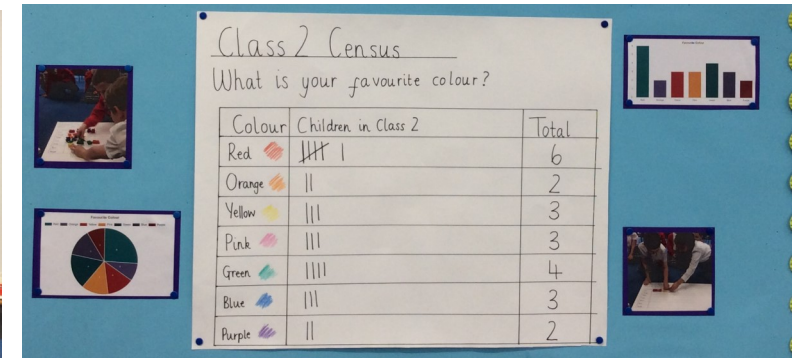 Class 2 Census
What is your favourite colour?
Colour Children in Class 2 Total
Red 6
Orange 2
Yellow 3
Pink 3
Green 4
Blue 3
Purple 2